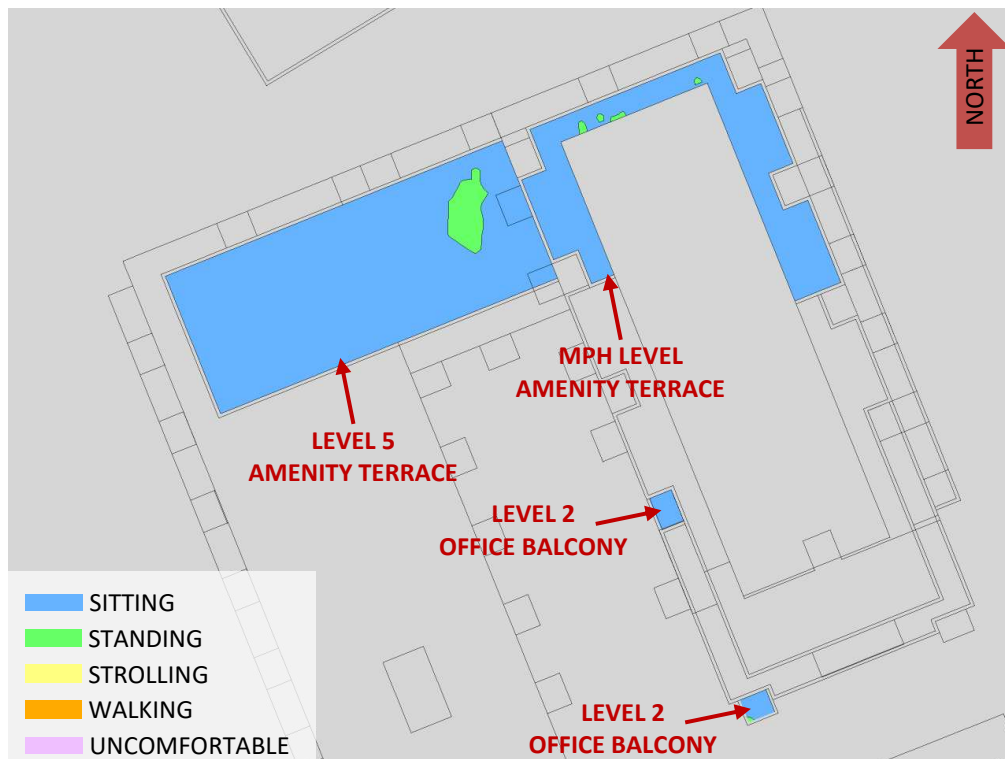 NORTH
MPH LEVEL
AMENITY TERRACE
LEVEL 5
AMENITY TERRACE
LEVEL 2
OFFICE BALCONY
LEVEL 2
OFFICE BALCONY
SITTING
STANDING
STROLLING
WALKING
UNCOMFORTABLE